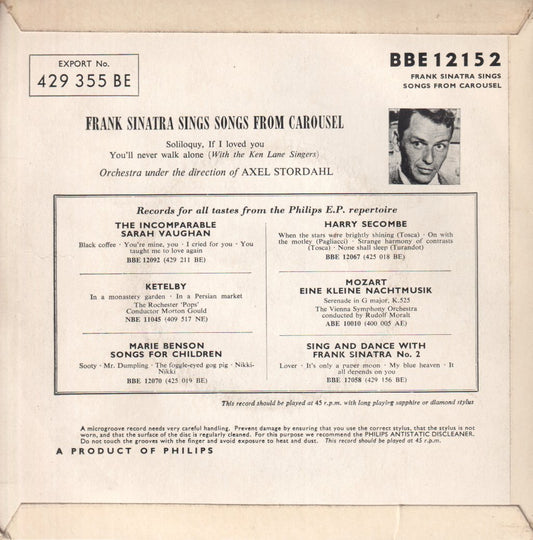 EXPORT No.
429 355 BE
BBE 12152
FRANK SINATRA SINGS
SONGS FROM CAROUSEL
FRANK SINATRA SINGS SONGS FROM CAROUSEL
Soliloquy, If I loved you
You'll never walk alone (With the Ken Lane Singers)
Orchestra under the direction of AXEL STORDAHL
Records for all tastes from the Philips E.P. repertoire
THE INCOMPARABLE
SARAH VAUGHAN
Black coffee · You're mine, you · I cried for you · You
taught me to love again
BBE 12092 (429 211 BE)
KETELBY
In a monastery garden · In a Persian market
The Rochester 'Pops'
Conductor Morton Gould
NBE 11045 (409 517 NE)
MARIE BENSON
SONGS FOR CHILDREN
Sooty · Mr. Dumpling · The foggle-eyed gog pig · Nikki-
Nikki
BBE 12070 (425 019 BE)
HARRY SECOMBE
When the stars were brightly shining (Tosca) · On with
the motley (Pagliacci) · Strange harmony of contrasts
(Tosca) · None shall sleep (Turandot)
BBE 12067 (425 018 BE)
MOZART
EINE KLEINE NACHTMUSIK
Serenade in G major, K.525
The Vienna Symphony Orchestra
conducted by Rudolf Moralt
ABE 10010 (400 005 AE)
SING AND DANCE WITH
FRANK SINATRA No. 2
Lover · It's only a paper moon · My blue heaven · It
all depends on you
BBE 12058 (429 156 BE)
This record should be played at 45 r.p.m. with long playing sapphire or diamond stylus
A microgroove record needs very careful handling. Prevent damage by ensuring that you use the correct stylus, that the stylus is not
worn, and that the surface of the disc is regularly cleaned. For this purpose we recommend the PHILIPS ANTISTATIC DISCLEANER.
Do not touch the grooves with the finger and avoid exposure to heat and dust. This record should be played at 45 r.p.m.
A PRODUCT OF PHILIPS